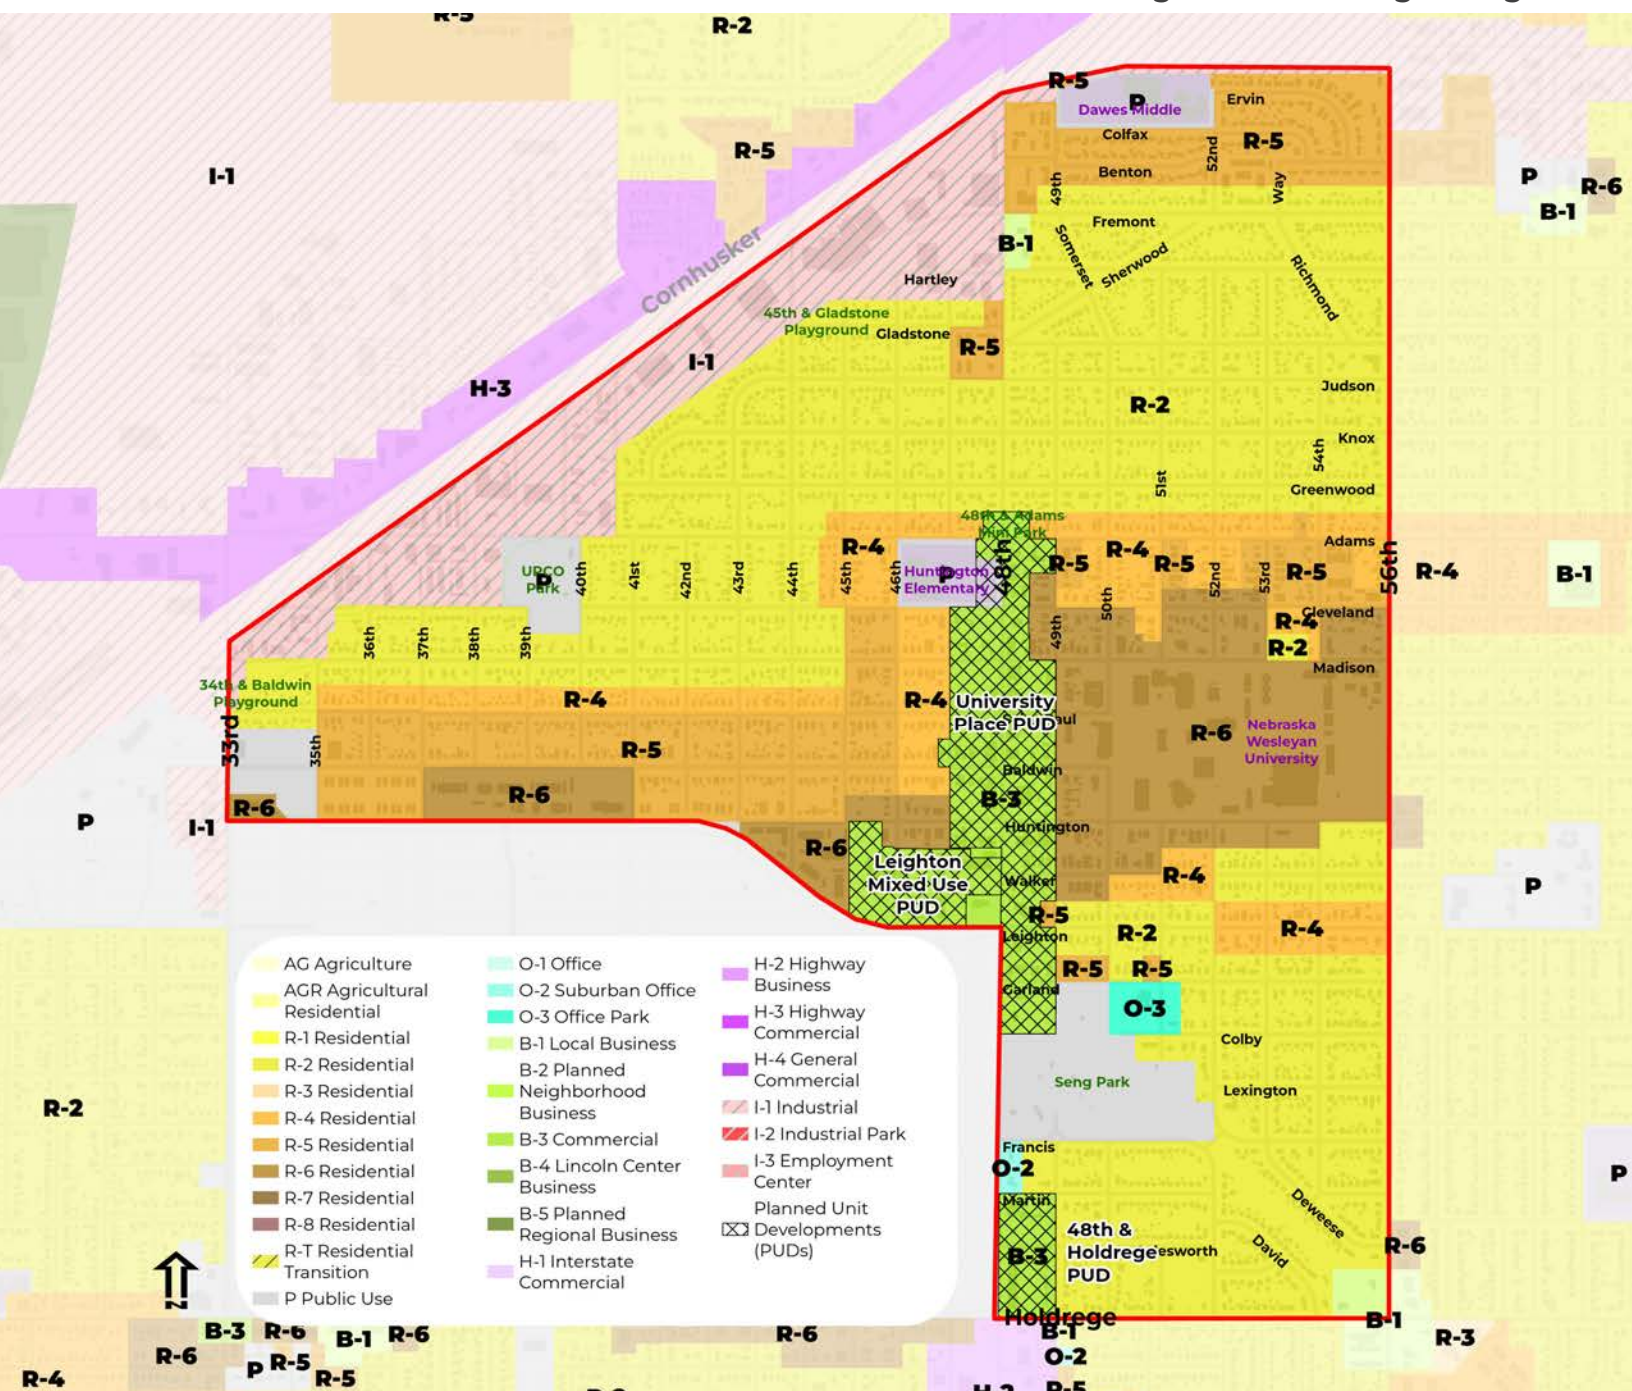 R-5
R-2
R-5
P
Dawes Middle
Ervin
Colfax
52nd
R-5
R-5
I-1
Benton
49th
Way
P
R-6
B-1
Fremont
B-1
Somerset
Sherwood
Richmond
Cornhusker
Hartley
45th & Gladstone
Playground
Gladstone
R-5
I-1
H-3
Judson
R-2
Knox
54th
51st
Greenwood
48th & Adams
Mini Park
Adams
R-4
48th
R-5
R-4
R-5
R-5
56th
R-4
B-1
UPCO
Park
P
40th
41st
42nd
43rd
44th
45th
46th
Huntington
Elementary
P
52nd
53rd
50th
49th
Cleveland
R-4
R-2
Madison
36th
37th
38th
39th
34th & Baldwin
Playground
33rd
35th
R-4
R-4
University
Place PUD
aul
R-5
R-6
Nebraska
Wesleyan
University
Baldwin
R-6
R-6
B-3
P
I-1
Huntington
R-6
Leighton
Mixed Use
PUD
Walker
R-4
P
R-5
Leighton
R-2
R-4
R-5
R-5
Garland
O-3
Colby
Seng Park
Lexington
R-2
Francis
O-2
Martin
Deweese
David
B-3
48th &
Holdrege
PUD
esworth
R-6
P
Holdrege
B-1
B-1
O-2
H-2
R-5
R-3
AG Agriculture
AGR Agricultural
Residential
R-1 Residential
R-2 Residential
R-3 Residential
R-4 Residential
R-5 Residential
R-6 Residential
R-7 Residential
R-8 Residential
R-T Residential
Transition
P Public Use
O-1 Office
O-2 Suburban Office
O-3 Office Park
B-1 Local Business
B-2 Planned
Neighborhood
Business
B-3 Commercial
B-4 Lincoln Center
Business
B-5 Planned
Regional Business
H-1 Interstate
Commercial
H-2 Highway
Business
H-3 Highway
Commercial
H-4 General
Commercial
I-1 Industrial
I-2 Industrial Park
I-3 Employment
Center
Planned Unit
Developments
(PUDs)
N
B-3
R-6
B-1
R-6
R-6
R-6
P
R-5
R-4
R-5